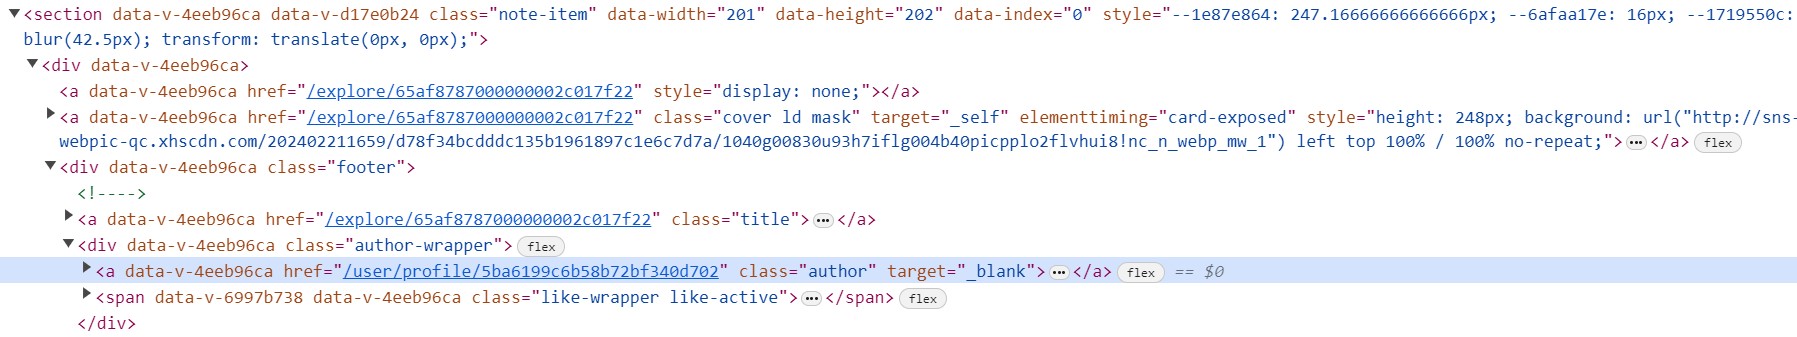 ▼<section data-v-4eeb96ca data-v-d17e0b24 class="note-item" data-width="201" data-height="202" data-index="0" style="--1e87e864: 247.16666666666666px; --6afaa17e: 16px; --1719550c:
blur(42.5px); transform: translate(0px, 0px);">
▼<div data-v-4eeb96ca>
<a data-v-4eeb96ca href="/explore/65af8787000000002c017f22" style="display: none;"></a>
▶<a data-v-4eeb96ca href="/explore/65af8787000000002c017f22" class="cover ld mask" target="_self" elementtiming="card-exposed" style="height: 248px; background: url("http://sns-
webpic-qc.xhscdn.com/202402211659/d78f34bcdddc135b1961897c1e6c7d7a/1040g00830u93h7iflg004b40picpplo2flvhui8!nc_n_webp_mw_1") left top 100% / 100% no-repeat;">…</a> flex
▼<div data-v-4eeb96ca class="footer">
<!---->
▶<a data-v-4eeb96ca href="/explore/65af8787000000002c017f22" class="title">…</a>
▼<div data-v-4eeb96ca class="author-wrapper"> flex
▶<a data-v-4eeb96ca href="/user/profile/5ba6199c6b58b72bf340d702" class="author" target="_blank">…</a> flex == $0
▶<span data-v-6997b738 data-v-4eeb96ca class="like-wrapper like-active">…</span> flex
</div>